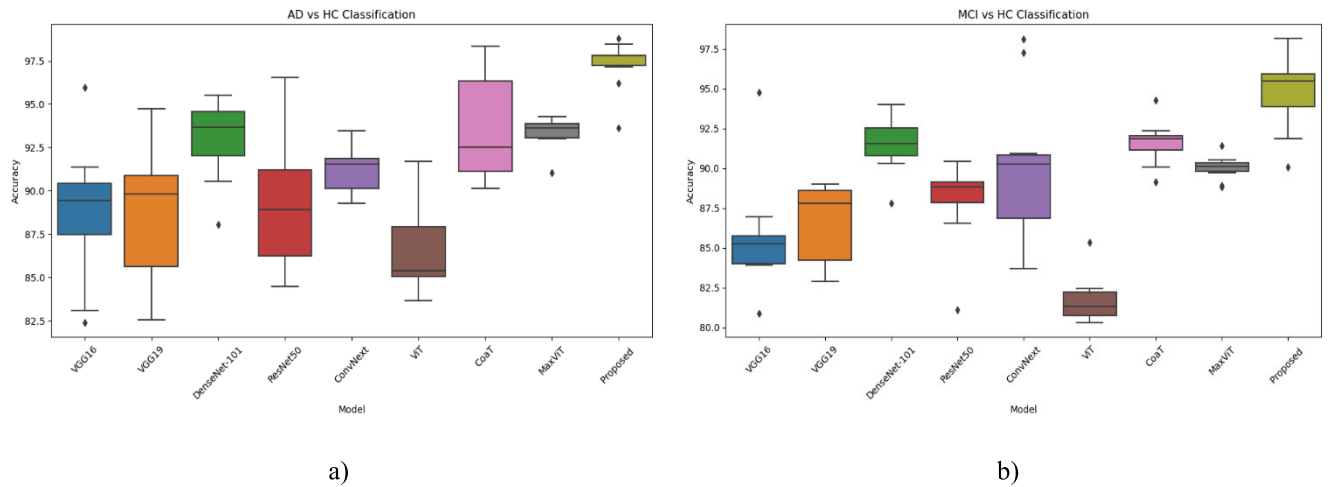 AD vs HC Classification
Accuracy
97.5
95.0
92.5
90.0
87.5
85.0
82.5
VGG16
VGG19
DenseNet-101
ResNet50
ConvNext
ViT
CoaT
MaxViT
Proposed
Model
a)
MCI vs HC Classification
Accuracy
97.5
95.0
92.5
90.0
87.5
85.0
82.5
80.0
VGG16
VGG19
DenseNet-101
ResNet50
ConvNext
ViT
CoaT
MaxViT
Proposed
Model
b)